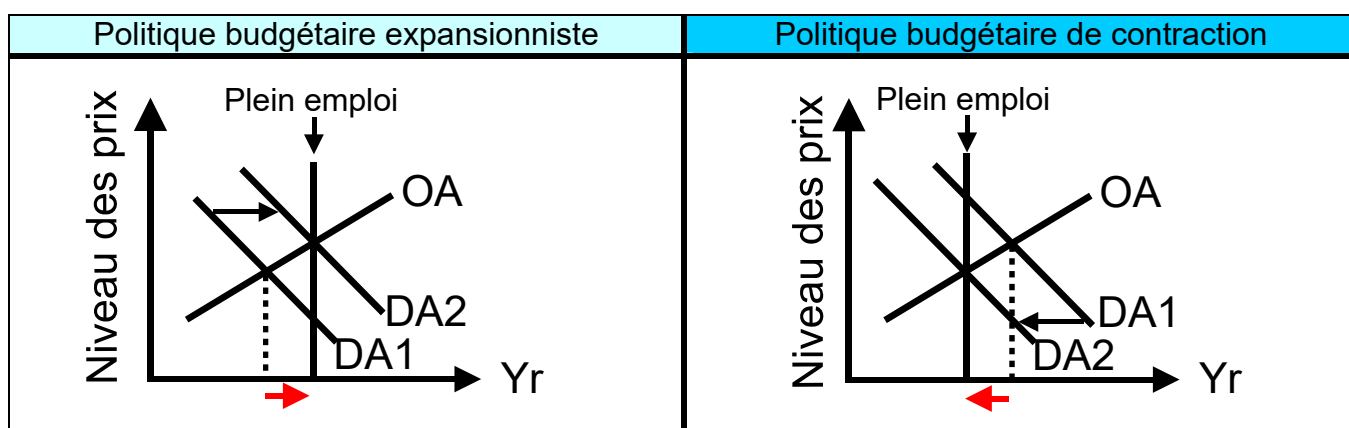 Politique budgétaire expansionniste
Politique budgétaire de contraction
Niveau des prix
Plein emploi
OA
DA2
DA1
Yr
Niveau des prix
Plein emploi
OA
DA1
DA2
Yr